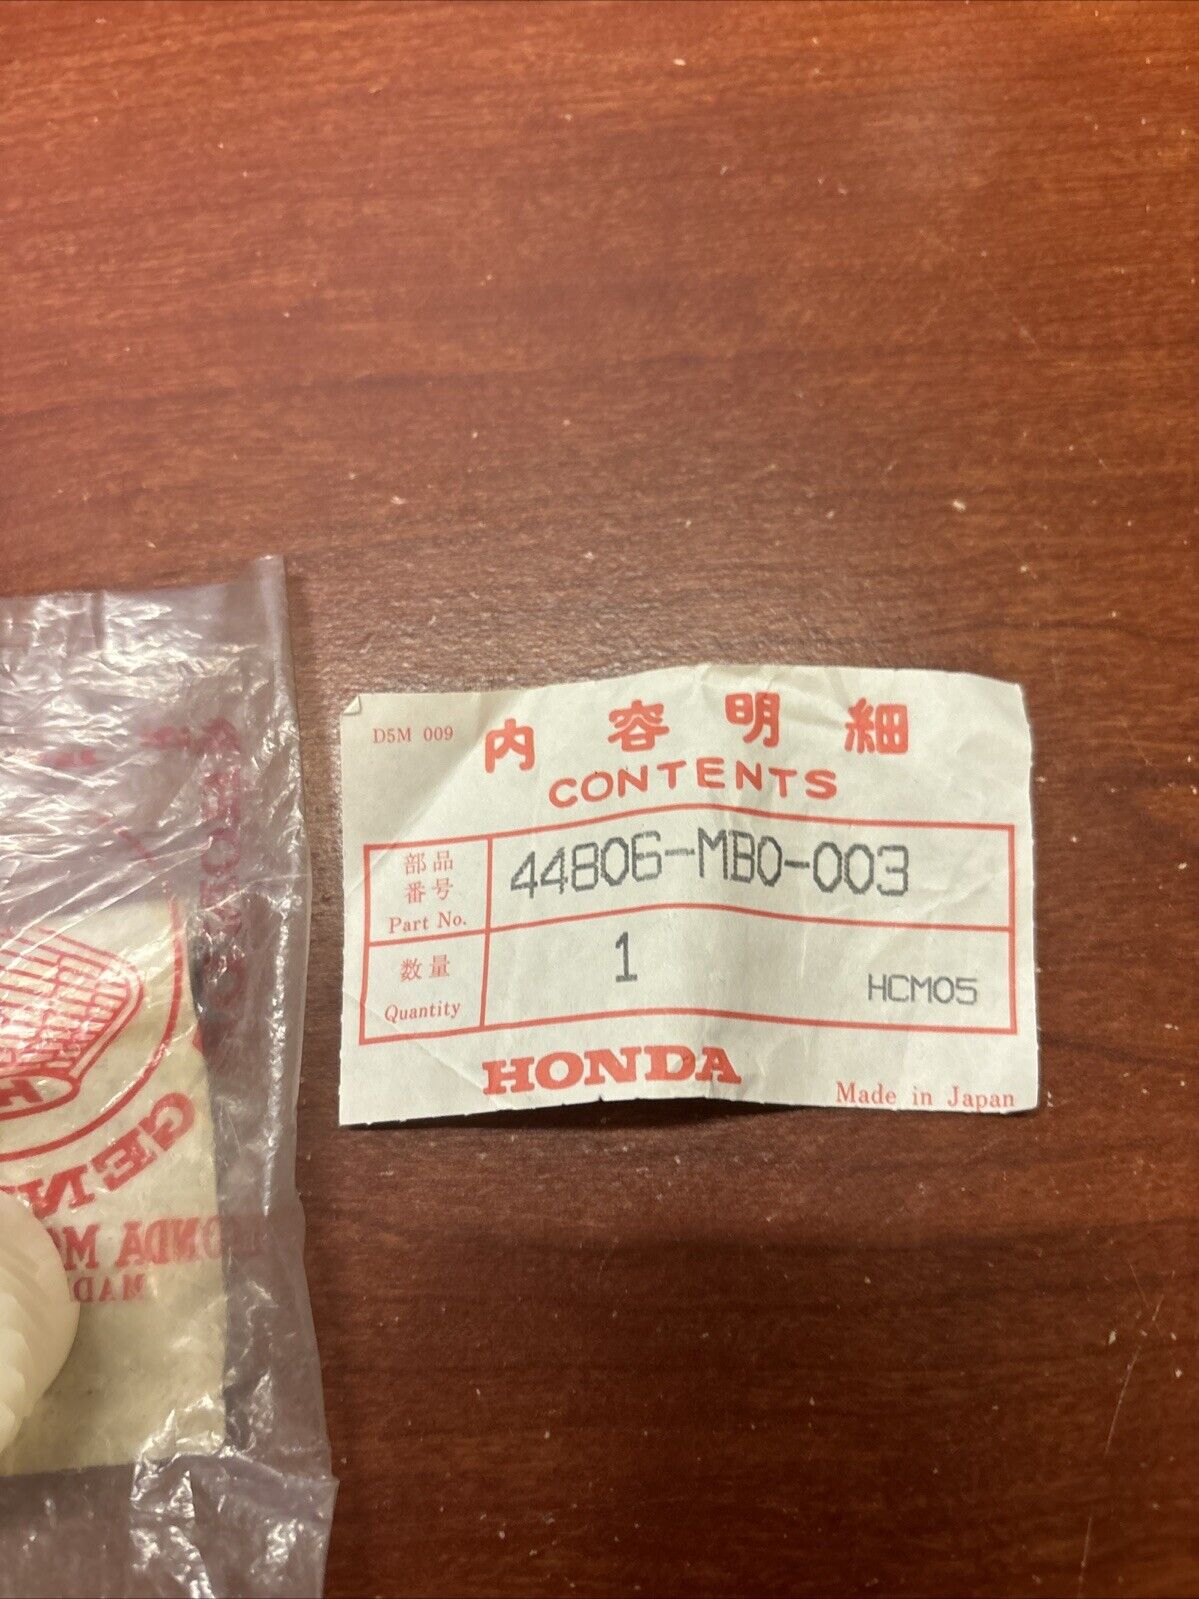 D5M 009
内容明細
CONTENTS
部品
番号
Part No.
44806-MB0-003
数量
Quantity
1
HCM05
HONDA
Made in Japan
GEN
HONDA MO
MAD